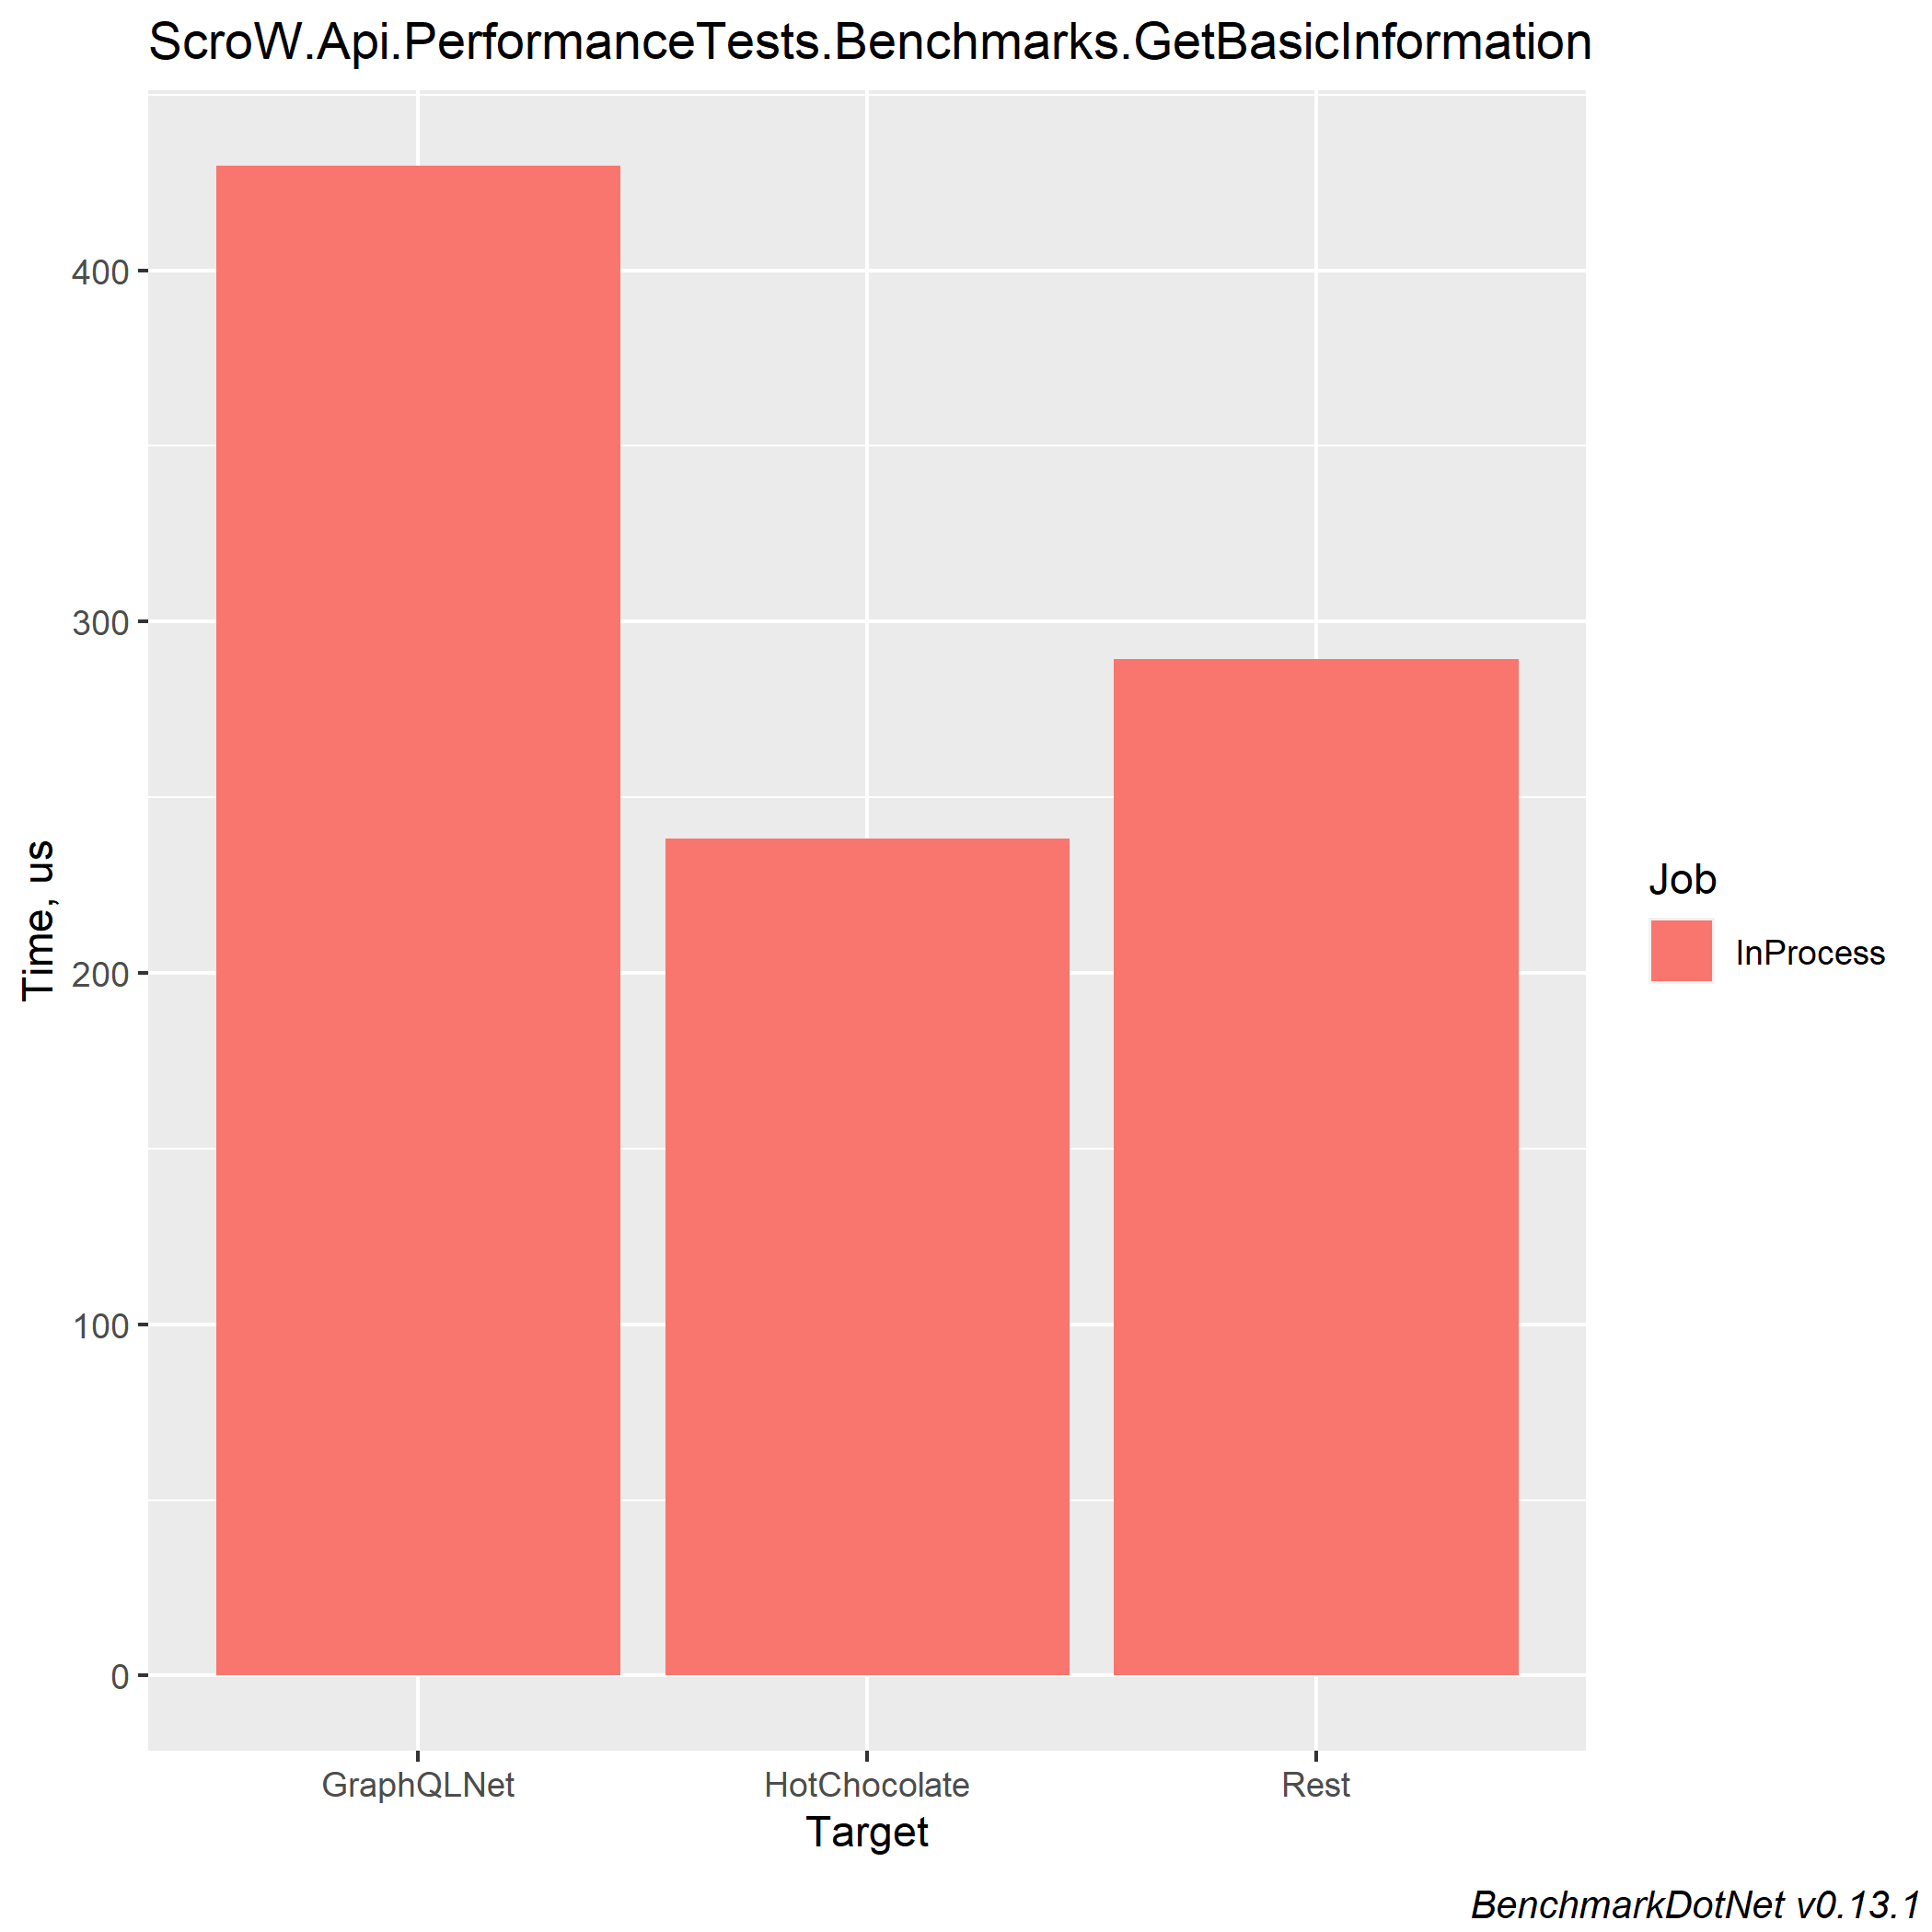 ScroW.Api.PerformanceTests.Benchmarks.GetBasicInformation
400
300
200
100
0
Time, us
GraphQLNet HotChocolate Rest
Target
Job
InProcess
BenchmarkDotNet v0.13.1